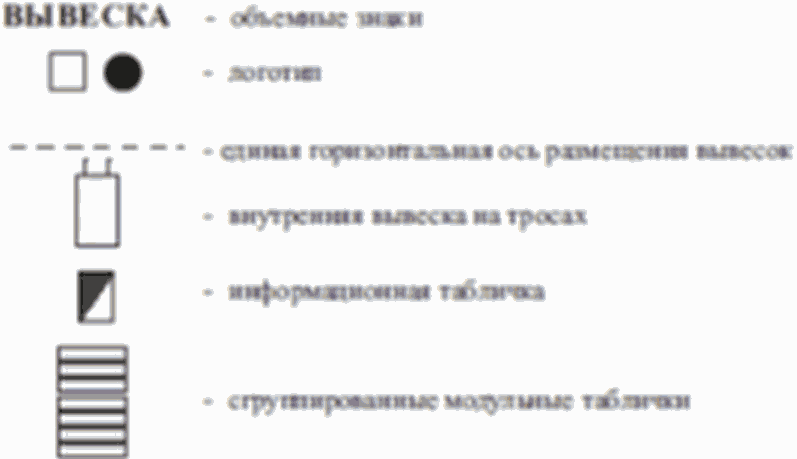 ВЫВЕСКА - объемные знаки
- логотип
- единая горизонтальная ось размещения вывесок
- внутренняя вывеска на тросах
- информационная табличка
- сгруппированные модульные таблички